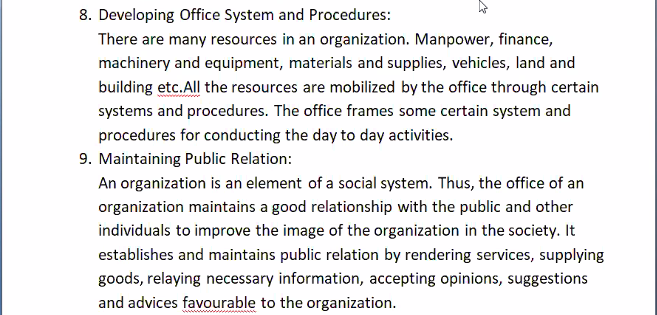 8. Developing Office System and Procedures:
There are many resources in an organization. Manpower, finance,
machinery and equipment, materials and supplies, vehicles, land and
building etc.All the resources are mobilized by the office through certain
systems and procedures. The office frames some certain system and
procedures for conducting the day to day activities.
9. Maintaining Public Relation:
An organization is an element of a social system. Thus, the office of an
organization maintains a good relationship with the public and other
individuals to improve the image of the organization in the society. It
establishes and maintains public relation by rendering services, supplying
goods, relaying necessary information, accepting opinions, suggestions
and advices favourable to the organization.